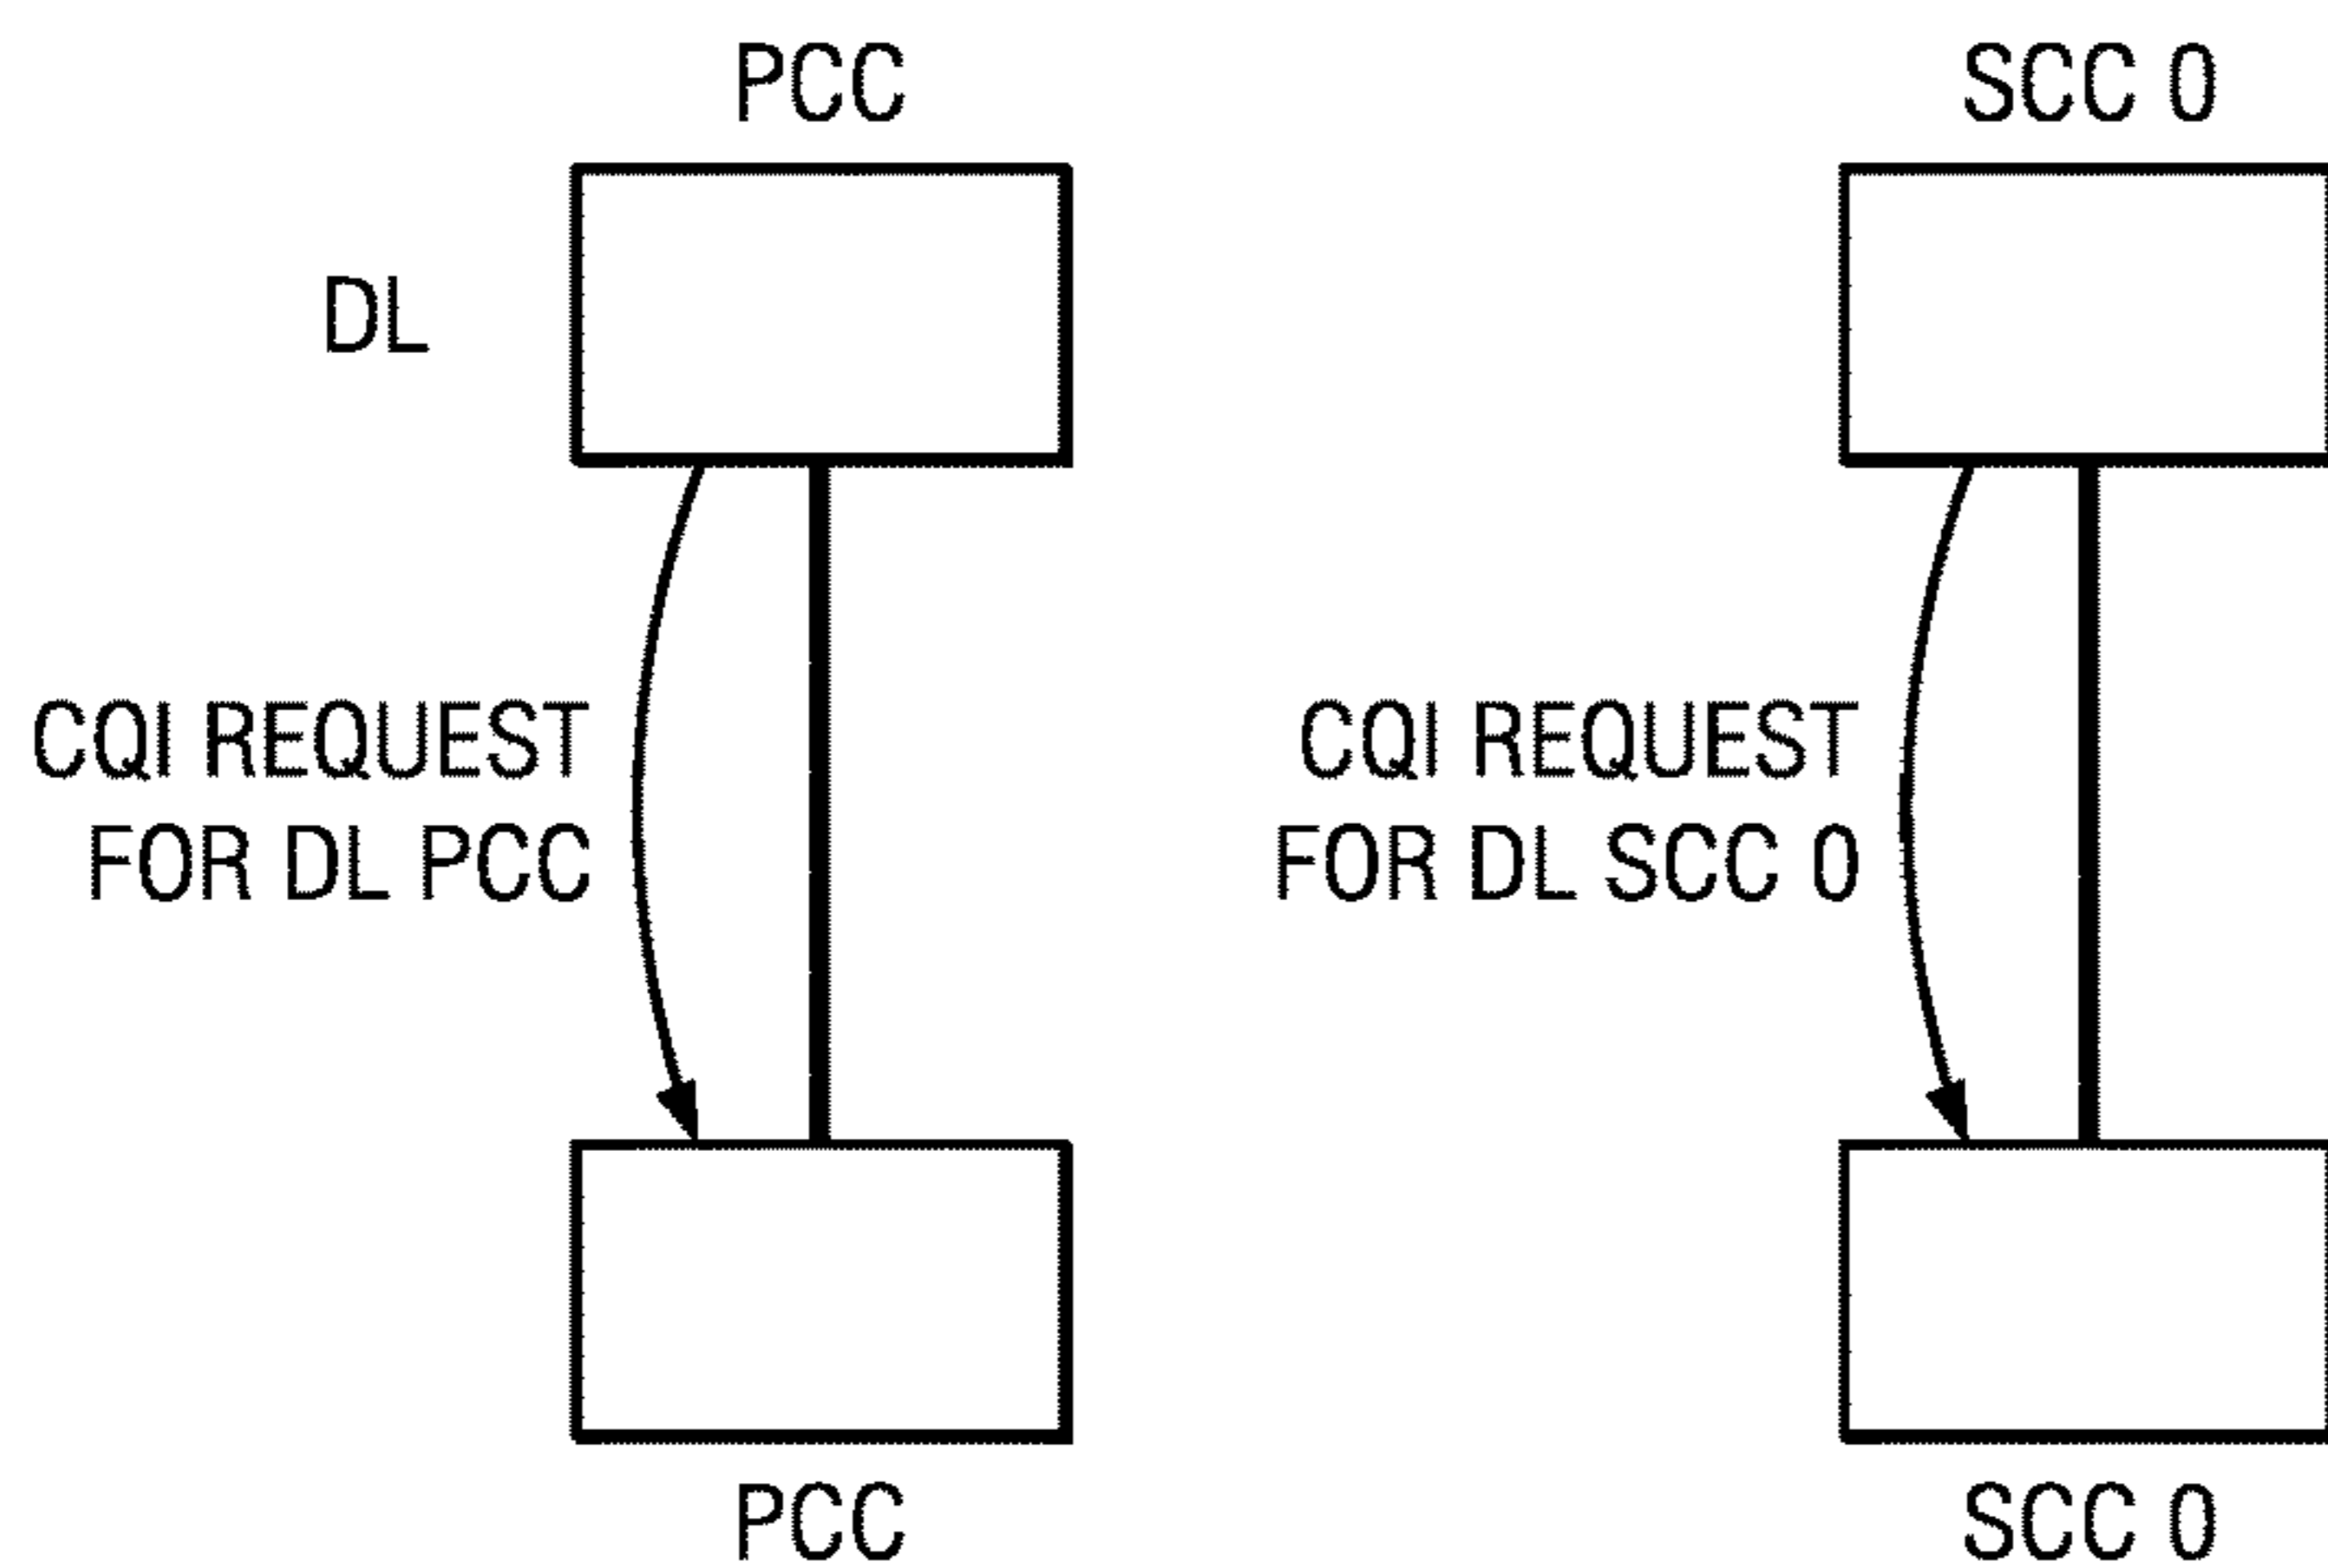 PCC
SCC 0
DL
CQI REQUEST
FOR DL PCC
CQI REQUEST
FOR DL SCC 0
PCC
SCC 0